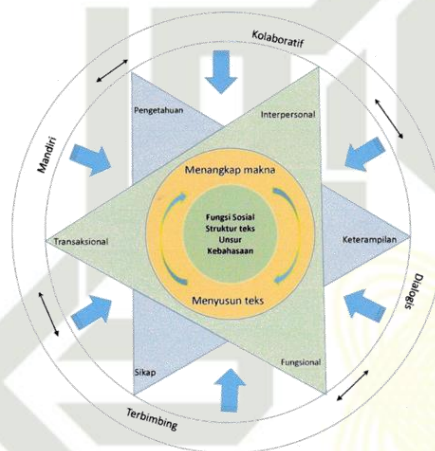 Kolaboratif
Pengetahuan
Interpersonal
Mandiri
Menangkap makna
Fungsi Sosial
Struktur teks
Unsur
Kebahasaan
Transaksional
Keterampilan
Menyusun teks
Dialogis
Sikap
Fungsional
Terbimbing